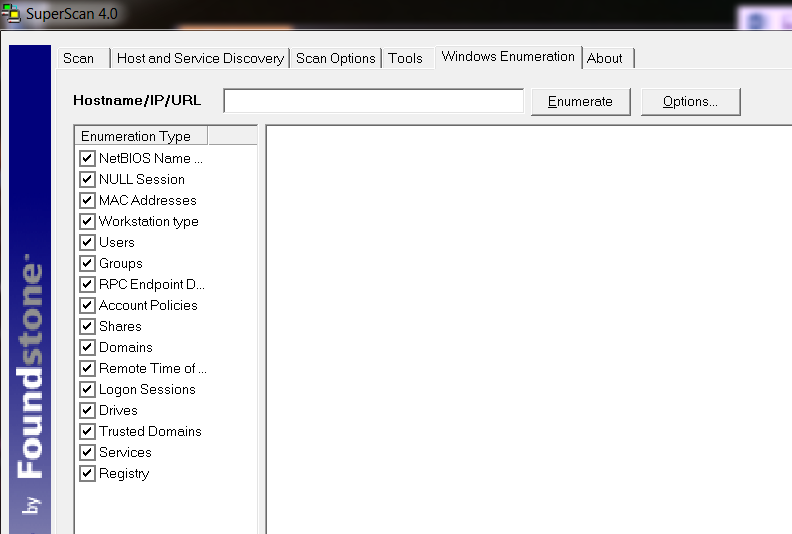 SuperScan 4.0
Scan Host and Service Discovery Scan Options Tools Windows Enumeration About
Hostname/IP/URL Enumerate Options...
Enumeration Type
NetBIOS Name ...
NULL Session
MAC Addresses
Workstation type
Users
Groups
RPC Endpoint D...
Account Policies
Shares
Domains
Remote Time of ...
Logon Sessions
Drives
Trusted Domains
Services
Registry
by Foundstone™